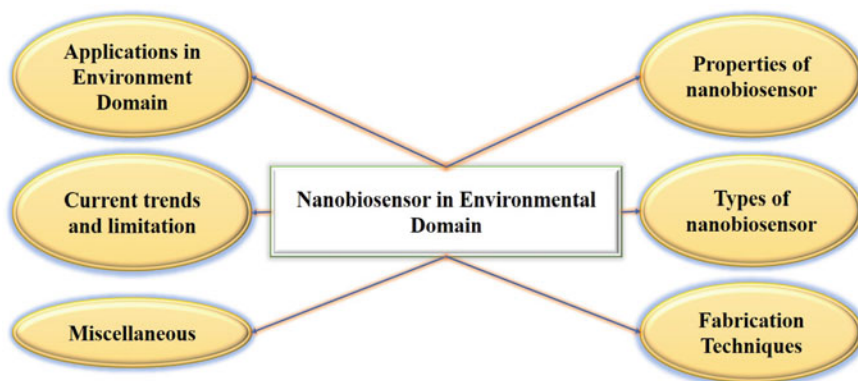 Applications in
Environment
Domain
Properties of
nanobiosensor
Current trends
and limitation
Nanobiosensor in Environmental
Domain
Types of
nanobiosensor
Miscellaneous
Fabrication
Techniques